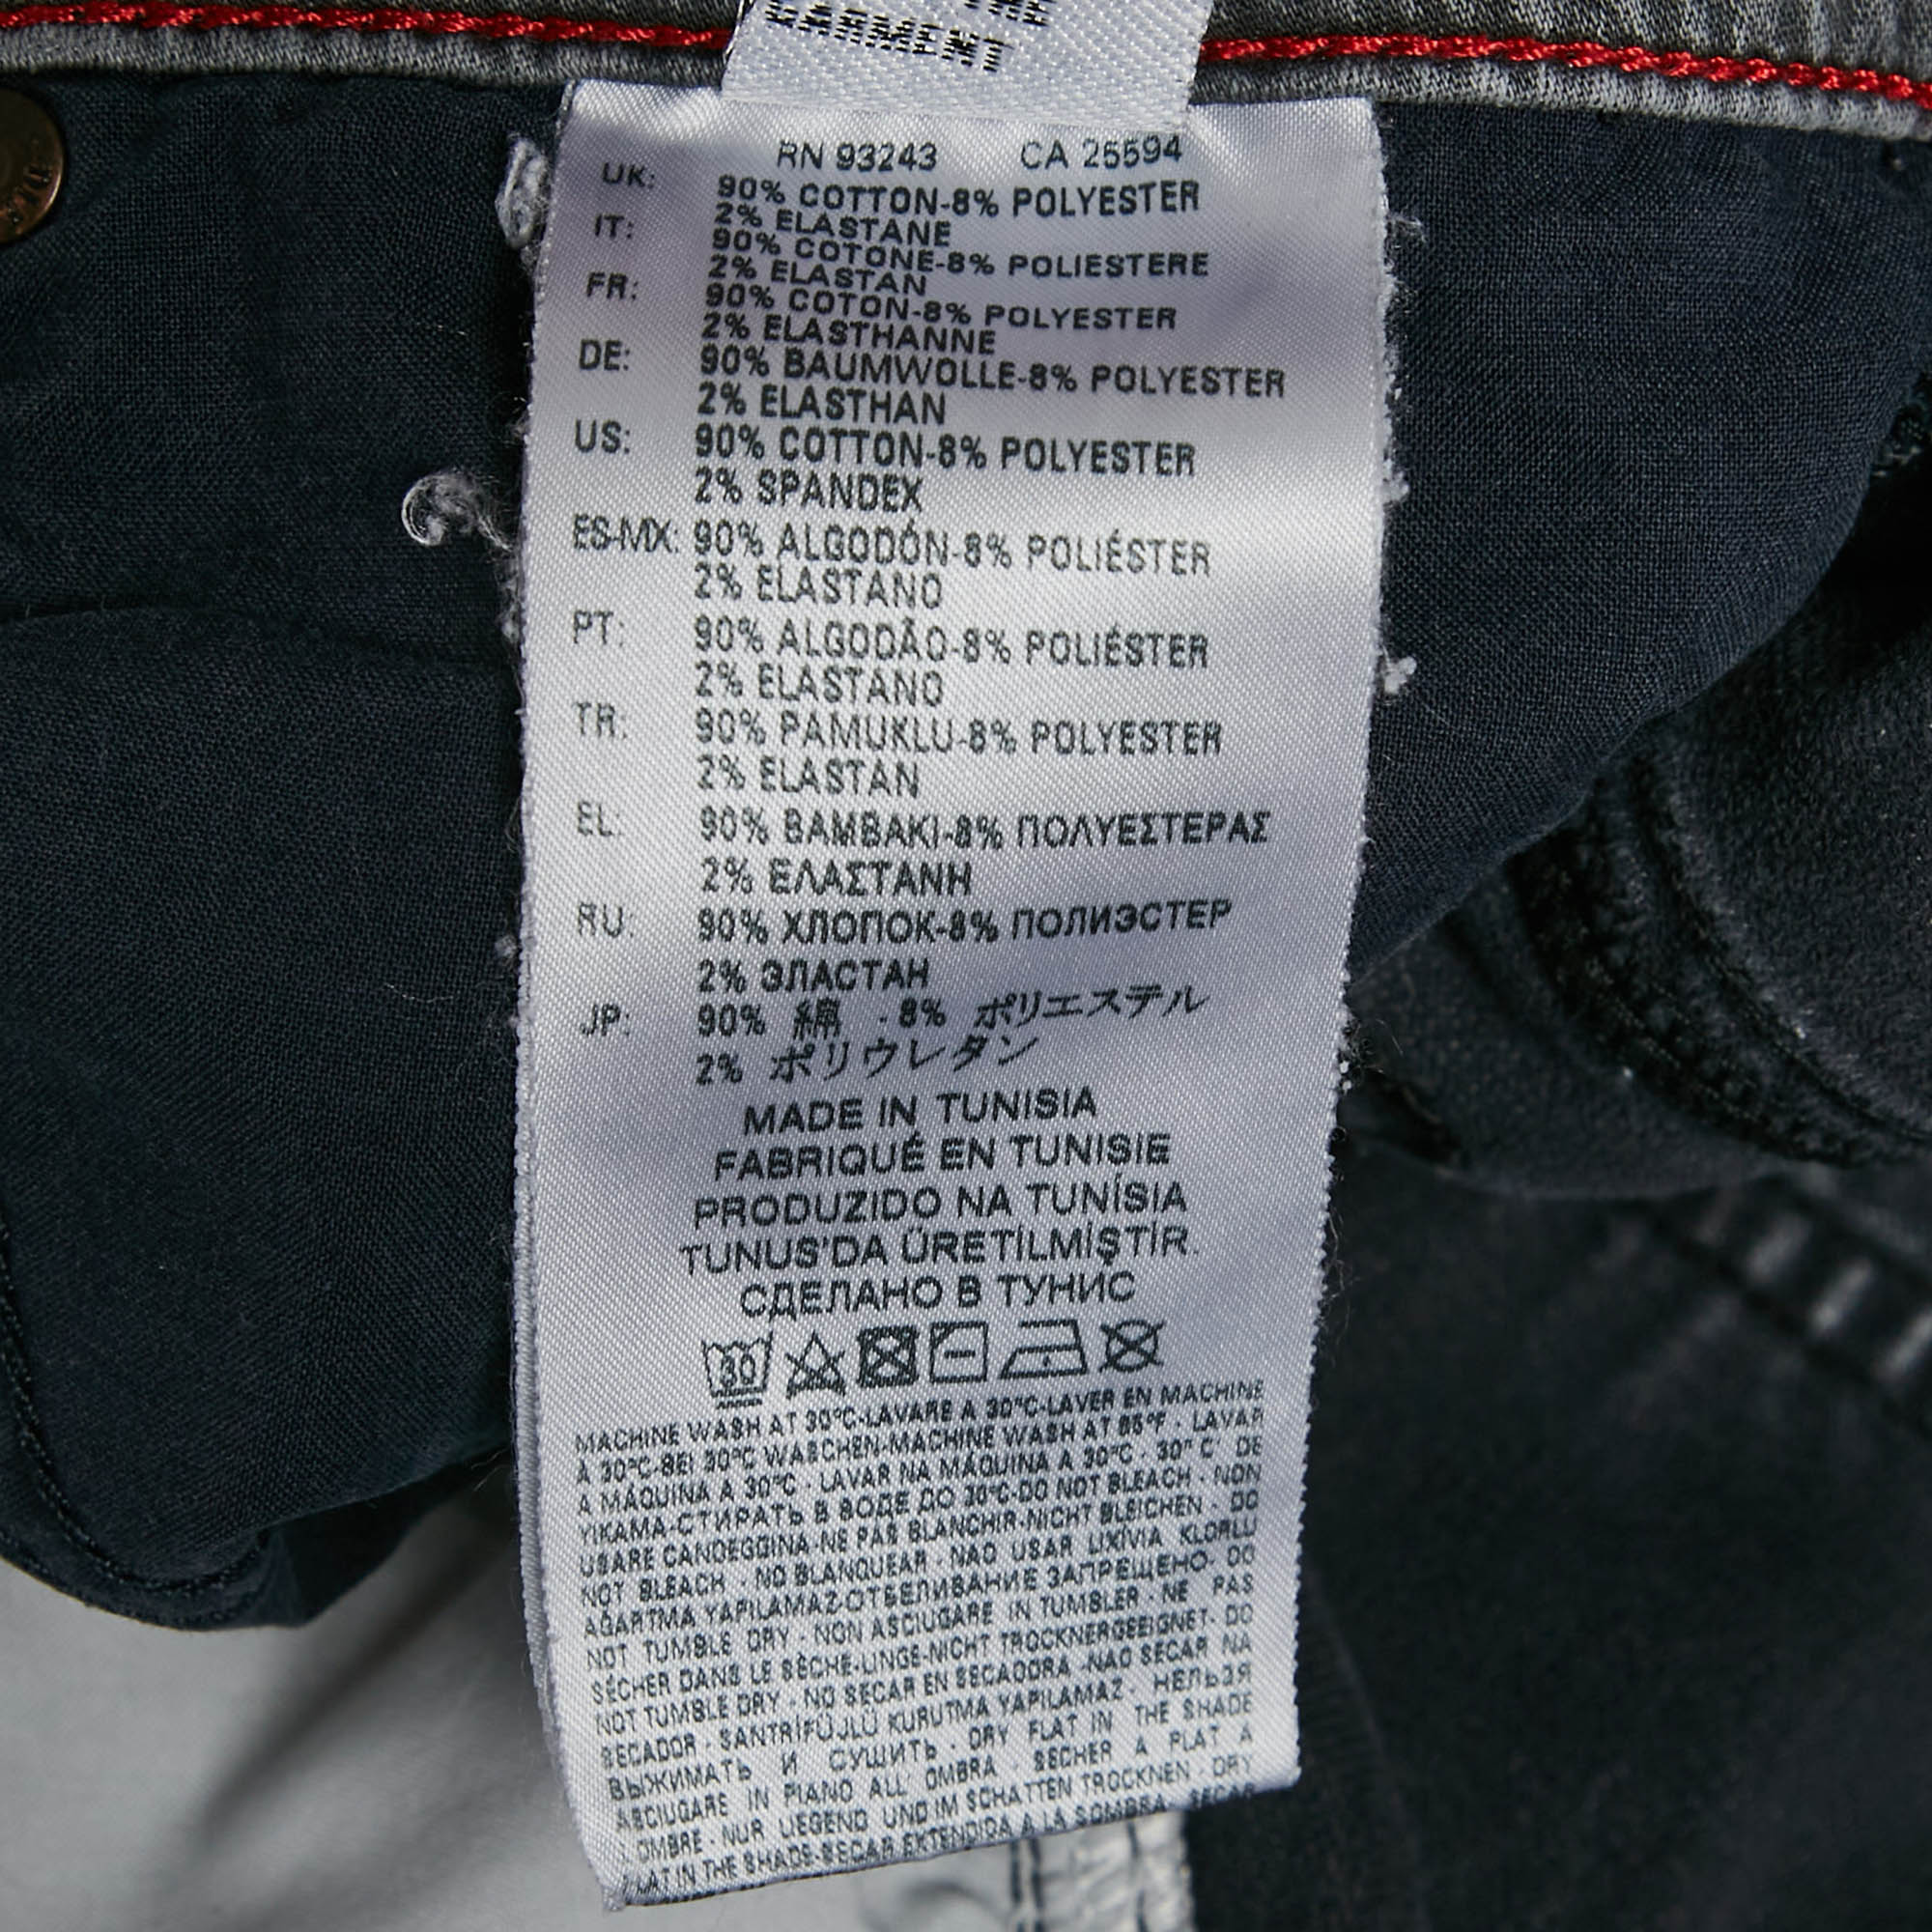 GARMENT
RN 93243 CA 25594
UK: 90% COTTON-8% POLYESTER
2% ELASTANE
IT: 90% COTONE-8% POLIESTERE
2% ELASTAN
FR: 90% COTON-8% POLYESTER
2% ELASTHANNE
DE: 90% BAUMWOLLE-8% POLYESTER
2% ELASTHAN
US: 90% COTTON-8% POLYESTER
2% SPANDEX
ES-MX: 90% ALGODÓN-8% POLIÉSTER
2% ELASTANO
PT: 90% ALGODÃO-8% POLIÉSTER
2% ELASTANO
TR: 90% PAMUKLU-8% POLYESTER
2% ELASTAN
EL: 90% BAMBAKI-8% ΠΟΛΥΕΣΤΕΡΑΣ
2% ΕΛΑΣΤΑΝΗ
RU: 90% ХЛОПОК-8% ПОЛИЭСТЕР
2% ЭЛАСТАН
JP: 90% 綿 - 8% ポリエステル
2% ポリウレタン
MADE IN TUNISIA
FABRIQUÉ EN TUNISIE
PRODUZIDO NA TUNÍSIA
TUNUS'DA ÜRETİLMİŞTİR.
СДЕЛАНО В ТУНИС
30
MACHINE WASH AT 30°C-LAVARE A 30°C-LAVER EN MACHINE
À 30°C-BEI 30°C WASCHEN-MACHINE WASH AT 85°F - LAVAR
A MÁQUINA A 30°C - LAVAR NA MÁQUINA A 30°C - 30° C' DE
YIKAMA-СТИРАТЬ В ВОДЕ ДО 30°C-DO NOT BLEACH - NON
USARE CANDEGGINA-NE PAS BLANCHIR-NICHT BLEICHEN - DO
NOT BLEACH - NO BLANQUEAR - NAO USAR LIXÍVIA KLORLU
AĞARTMA YAPILAMAZ-ОТБЕЛИВАНИЕ ЗАПРЕЩЕНО- DO
NOT TUMBLE DRY - NON ASCIUGARE IN TUMBLER - NE PAS
SÉCHER DANS LE SÈCHE-LINGE-NICHT TROCKNERGEEIGNET- DO
NOT TUMBLE DRY - NO SECAR EN SECADORA -NAO SECAR NA
SECADOR - SANTRİFÜJLÜ KURUTMA YAPILAMAZ - НЕЛЬЗЯ
ВЫЖИМАТЬ И СУШИТЬ - DRY FLAT IN THE SHADE
ASCIUGARE IN PIANO ALL' OMBRA - SÉCHER À PLAT À
L'OMBRE - NUR LIEGEND UND IM SCHATTEN TROCKNEN - DRY
FLAT IN THE SHADE-SECAR EXTENDIDA A LA SOMBRA- SECAR